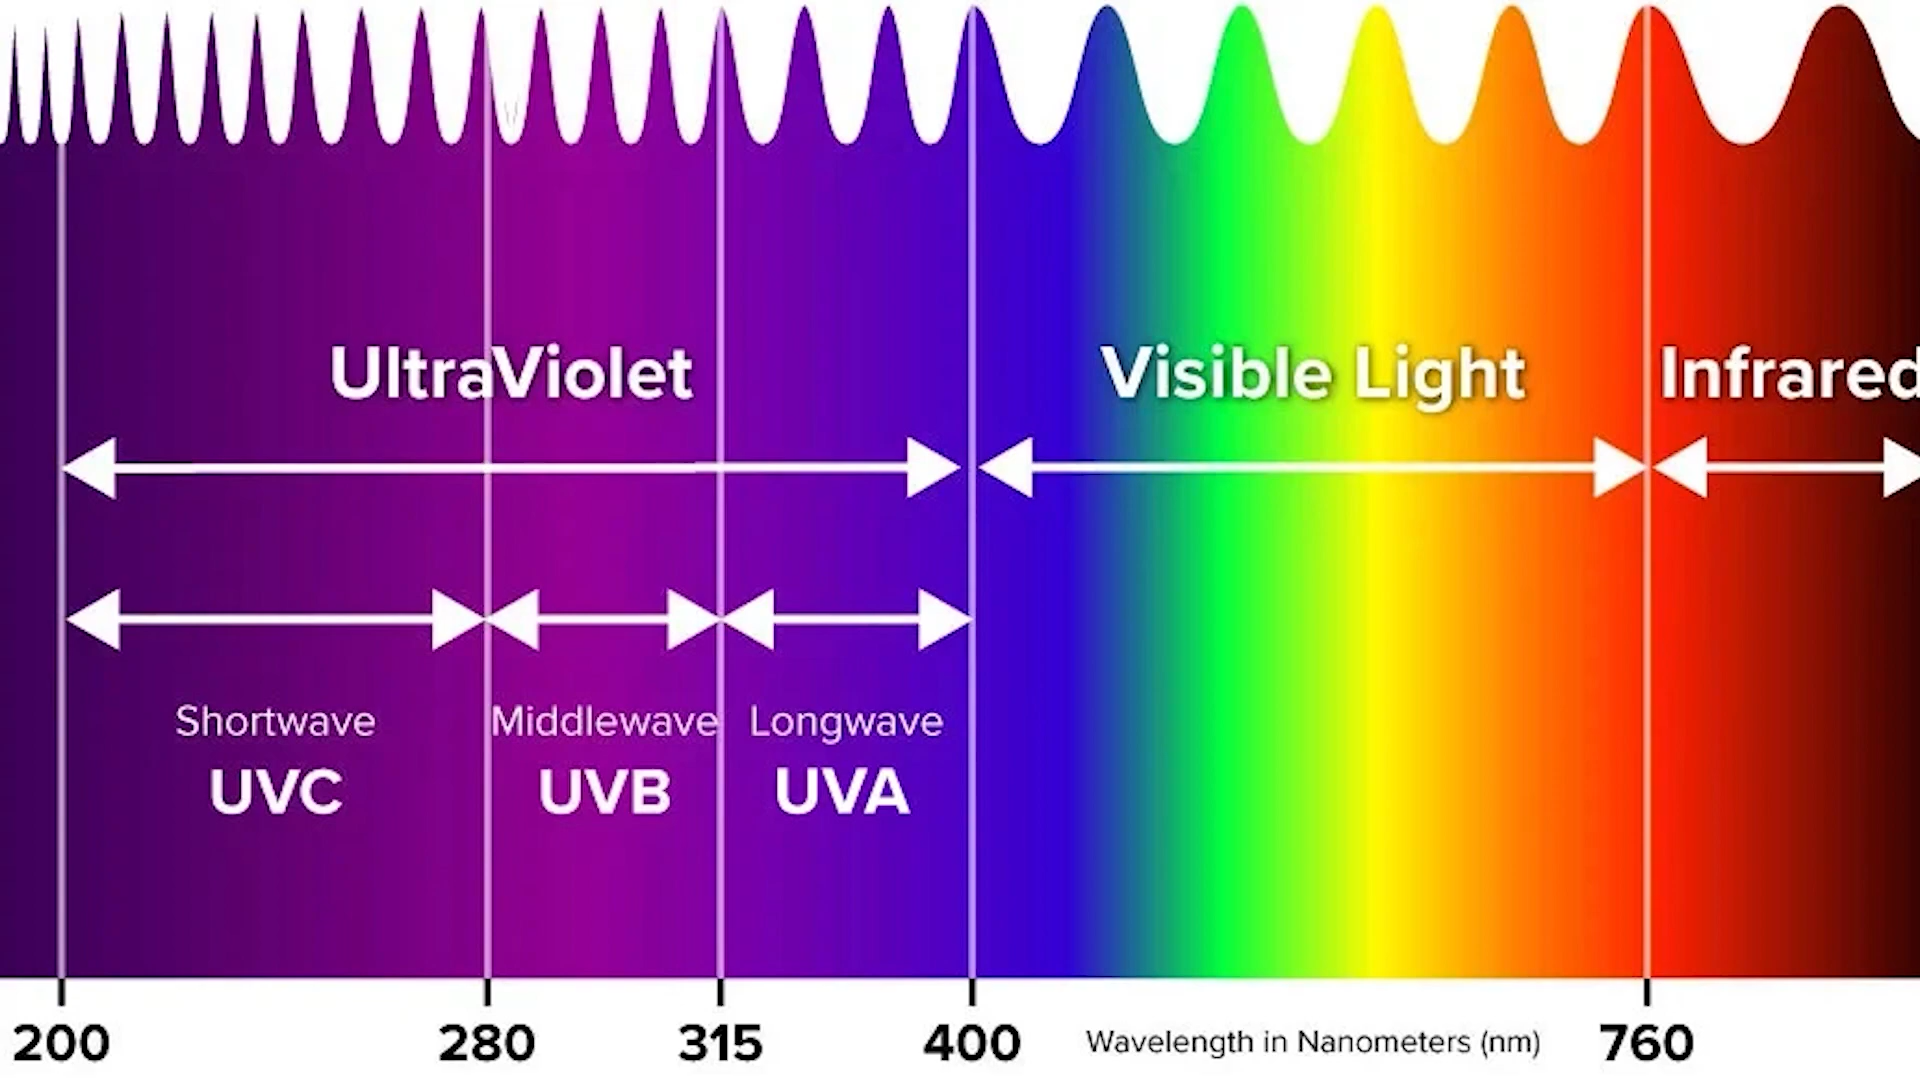 UltraViolet
Visible Light
Infrared
Shortwave
UVC
Middlewave
UVB
Longwave
UVA
200
280
315
400
Wavelength in Nanometers (nm)
760